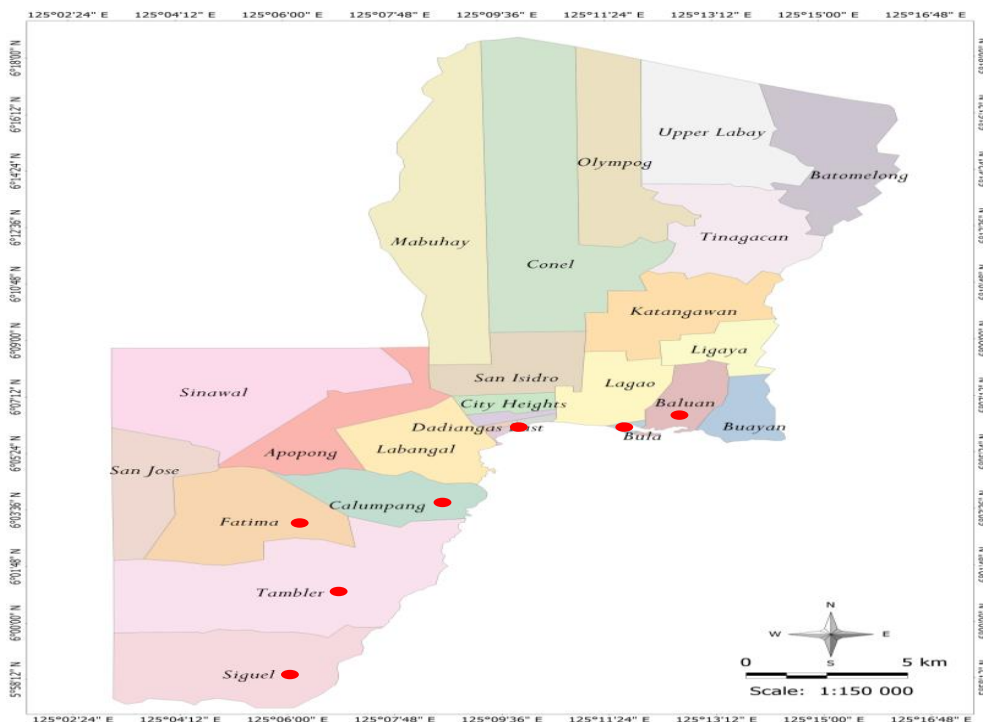 125°02'24" E 125°04'12" E 125°06'00" E 125°07'48" E 125°09'36" E 125°11'24" E 125°13'12" E 125°15'00" E 125°16'48" E
6°18'00" N
6°16'12" N
6°14'24" N
6°12'36" N
6°10'48" N
6°09'00" N
6°07'12" N
6°05'24" N
6°03'36" N
6°01'48" N
6°00'00" N
5°58'12" N
Upper Labay
Olympog
Batomelong
Tinagacan
Mabuhay
Conel
Katangawan
Ligaya
San Isidro
Lagao
Sinawal
City Heights
Baluan
Dadiangas East
Buayan
Bula
Apopong
Labangal
San Jose
Calumpang
Fatima
Tambler
Siguel
N
W E
S
0 5 km
Scale: 1:150 000
125°02'24" E 125°04'12" E 125°06'00" E 125°07'48" E 125°09'36" E 125°11'24" E 125°13'12" E 125°15'00" E 125°16'48" E